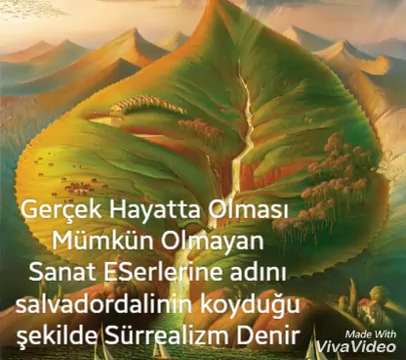 Gerçek Hayatta Olması
Mümkün Olmayan
Sanat ESerlerine adını
salvadordalinin koyduğu
şekilde Sürrealizm Denir
Made With
VivaVideo